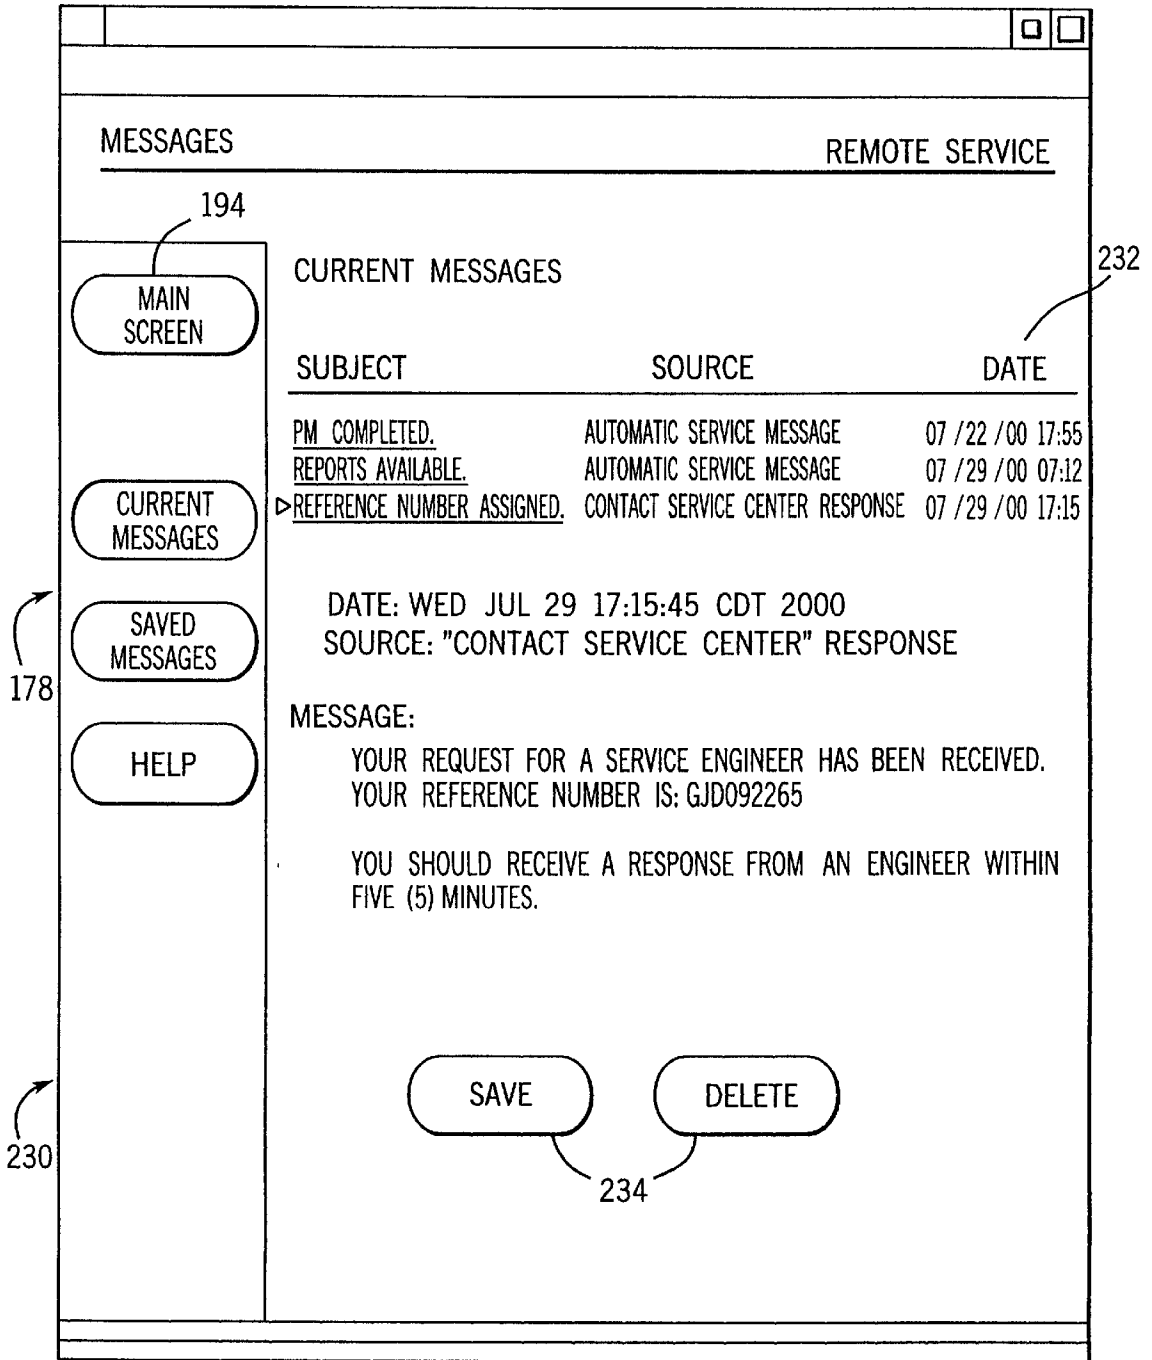 MESSAGES
REMOTE SERVICE
194
MAIN
SCREEN
CURRENT MESSAGES
232
SUBJECT SOURCE DATE
PM COMPLETED. AUTOMATIC SERVICE MESSAGE 07 /22 /00 17:55
REPORTS AVAILABLE. AUTOMATIC SERVICE MESSAGE 07 /29 /00 07:12
REFERENCE NUMBER ASSIGNED. CONTACT SERVICE CENTER RESPONSE 07 /29 /00 17:15
CURRENT
MESSAGES
SAVED
MESSAGES
178
HELP
DATE: WED JUL 29 17:15:45 CDT 2000
SOURCE: "CONTACT SERVICE CENTER" RESPONSE
MESSAGE:
YOUR REQUEST FOR A SERVICE ENGINEER HAS BEEN RECEIVED.
YOUR REFERENCE NUMBER IS: GJD092265
YOU SHOULD RECEIVE A RESPONSE FROM AN ENGINEER WITHIN
FIVE (5) MINUTES.
SAVE DELETE
230
234